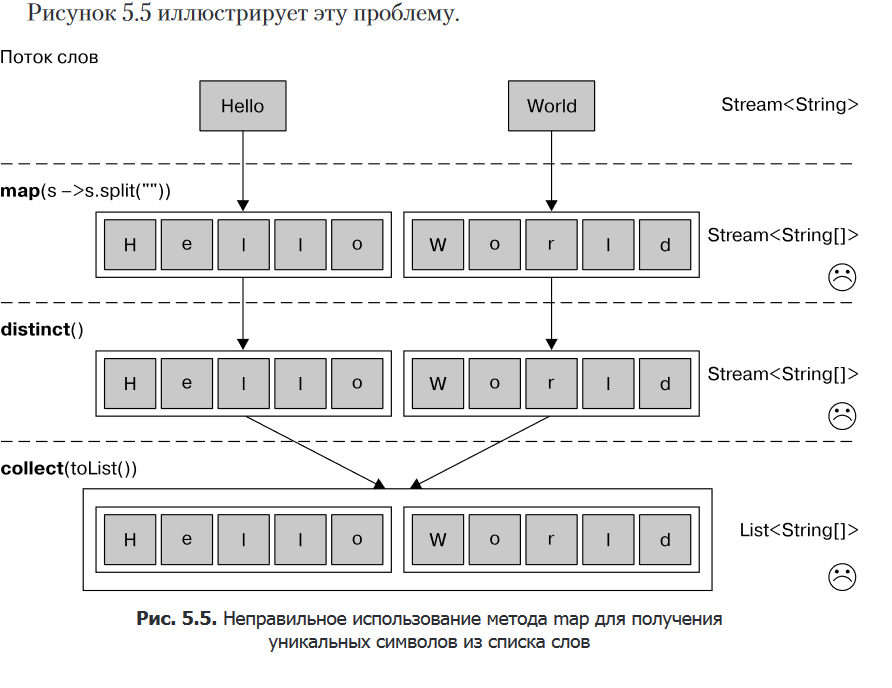 Рисунок 5.5 иллюстрирует эту проблему.
Поток слов
Hello World Stream<String>
map(s –>s.split(""))
H e l l o W o r l d Stream<String[]>
distinct()
H e l l o W o r l d Stream<String[]>
collect(toList())
H e l l o W o r l d List<String[]>
Рис. 5.5. Неправильное использование метода map для получения
уникальных символов из списка слов